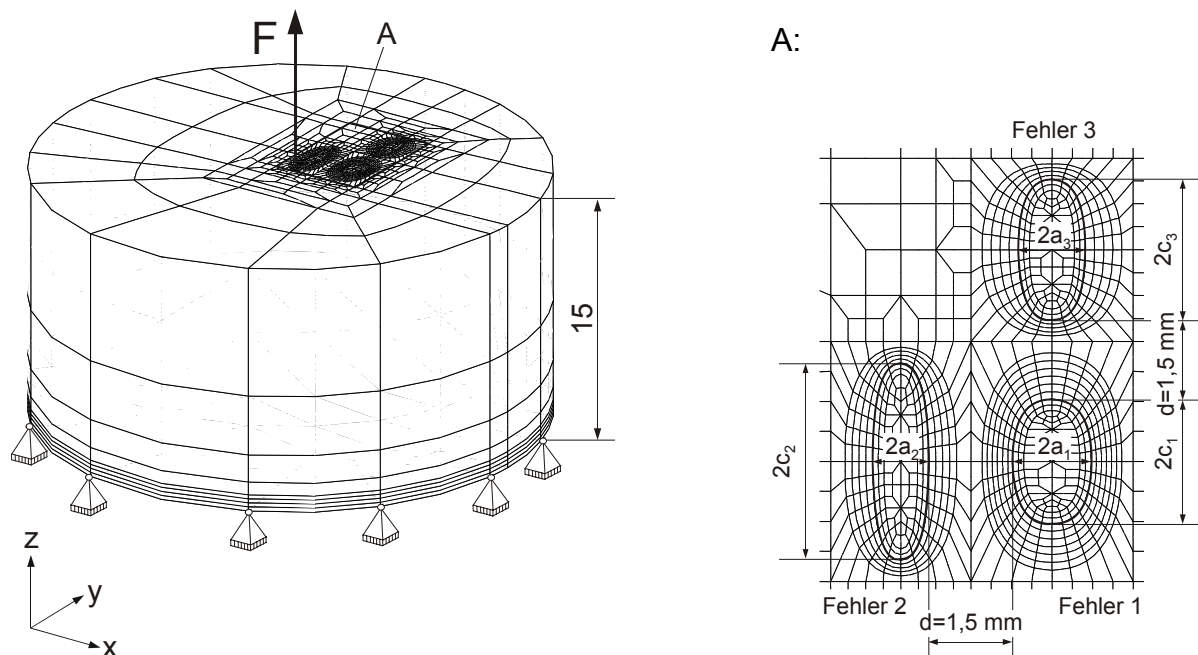 F
A
15
z
y
x
A:
Fehler 3
2a₃
2c₃
d=1,5 mm
2c₂
2a₂
2a₁
2c₁
Fehler 2
Fehler 1
d=1,5 mm